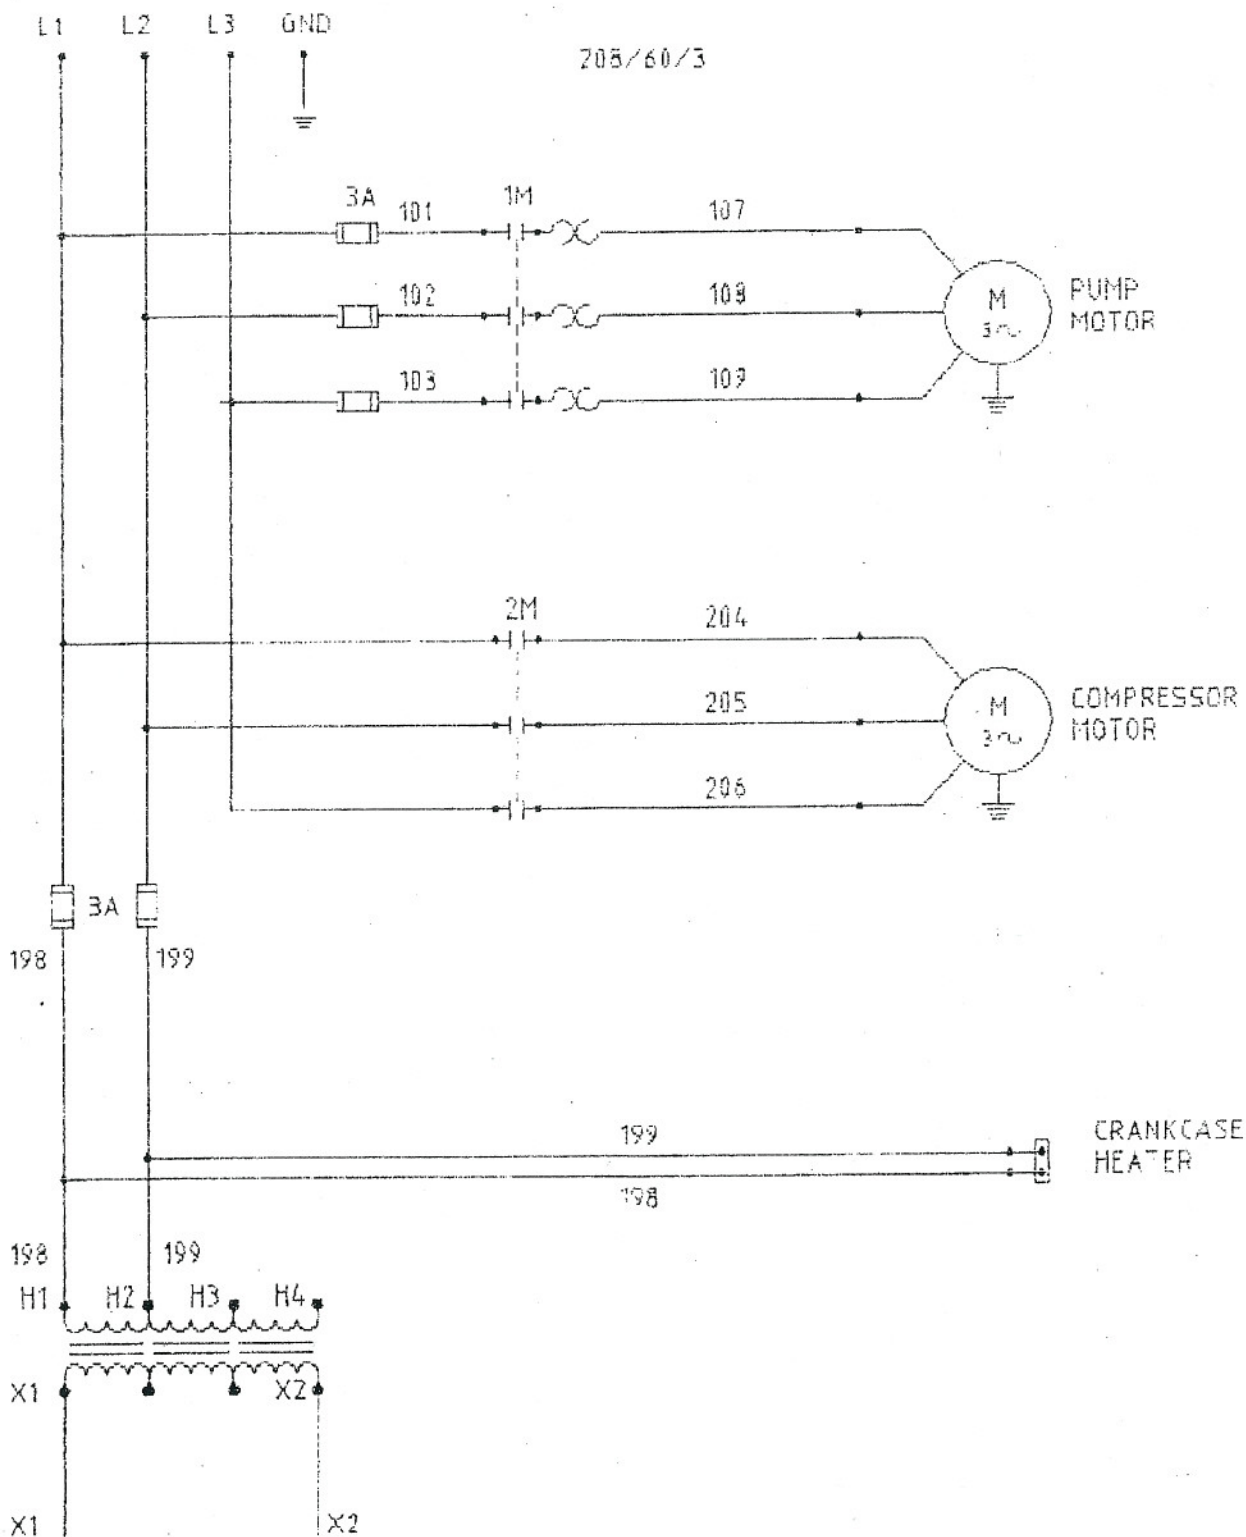 L1 L2 L3 GND
208/60/3
3A 101 1M 107
102 108
103 109
M
3~
PUMP
MOTOR
2M 204
205
206
M
3~
COMPRESSOR
MOTOR
3A
198 199
199
198
CRANKCASE
HEATER
198 199
H1 H2 H3 H4
X1 X2
X1 X2